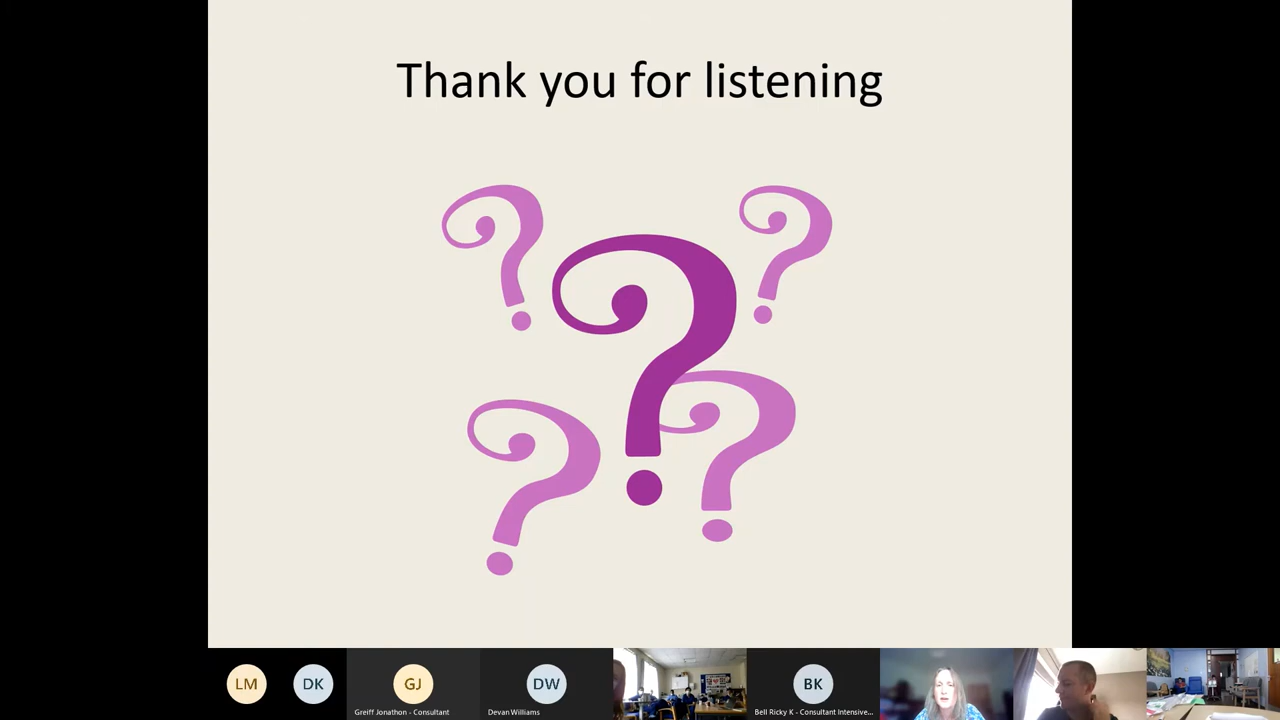 Thank you for listening
LM
DK
GJ
Greiff Jonathon - Consultant
DW
Devan Williams
BK
Bell Ricky K - Consultant Intensive...